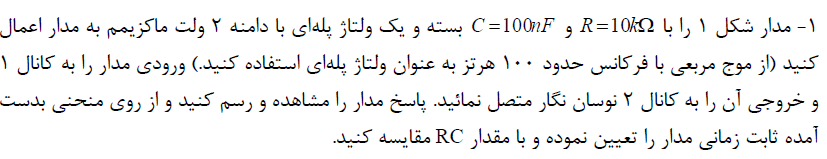 ۱- مدار شکل ۱ را با R=10kΩ و C=100nF بسته و یک ولتاژ پله‌ای با دامنه ۲ ولت ماکزیمم به مدار اعمال
کنید (از موج مربعی با فرکانس حدود ۱۰۰ هرتز به عنوان ولتاژ پله‌ای استفاده کنید.) ورودی مدار را به کانال ۱
و خروجی آن را به کانال ۲ نوسان نگار متصل نمائید. پاسخ مدار را مشاهده و رسم کنید و از روی منحنی بدست
آمده ثابت زمانی مدار را تعیین نموده و با مقدار RC مقایسه کنید.